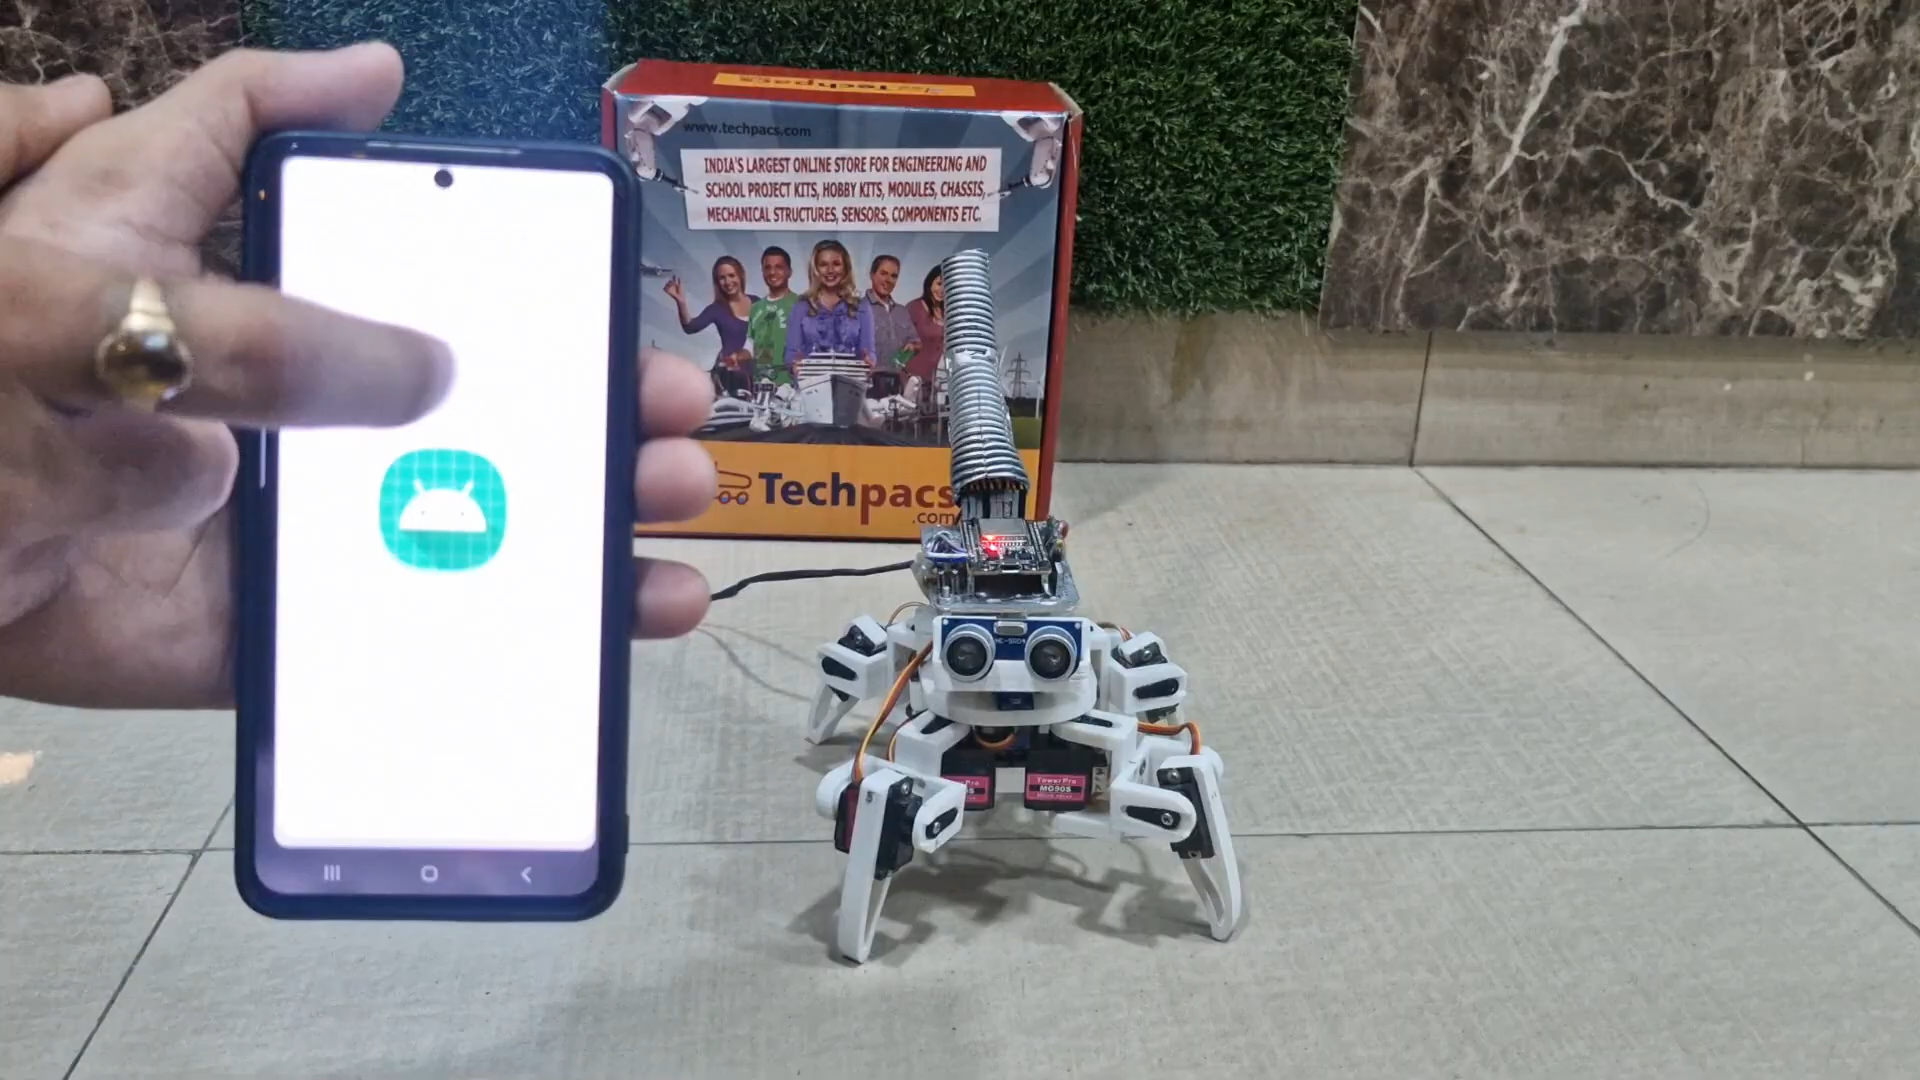 Techpacs
www.techpacs.com
INDIA'S LARGEST ONLINE STORE FOR ENGINEERING AND
SCHOOL PROJECT KITS, HOBBY KITS, MODULES, CHASSIS,
MECHANICAL STRUCTURES, SENSORS, COMPONENTS ETC.
Techpacs
.com
HC-SR04
TowerPro
MG90S